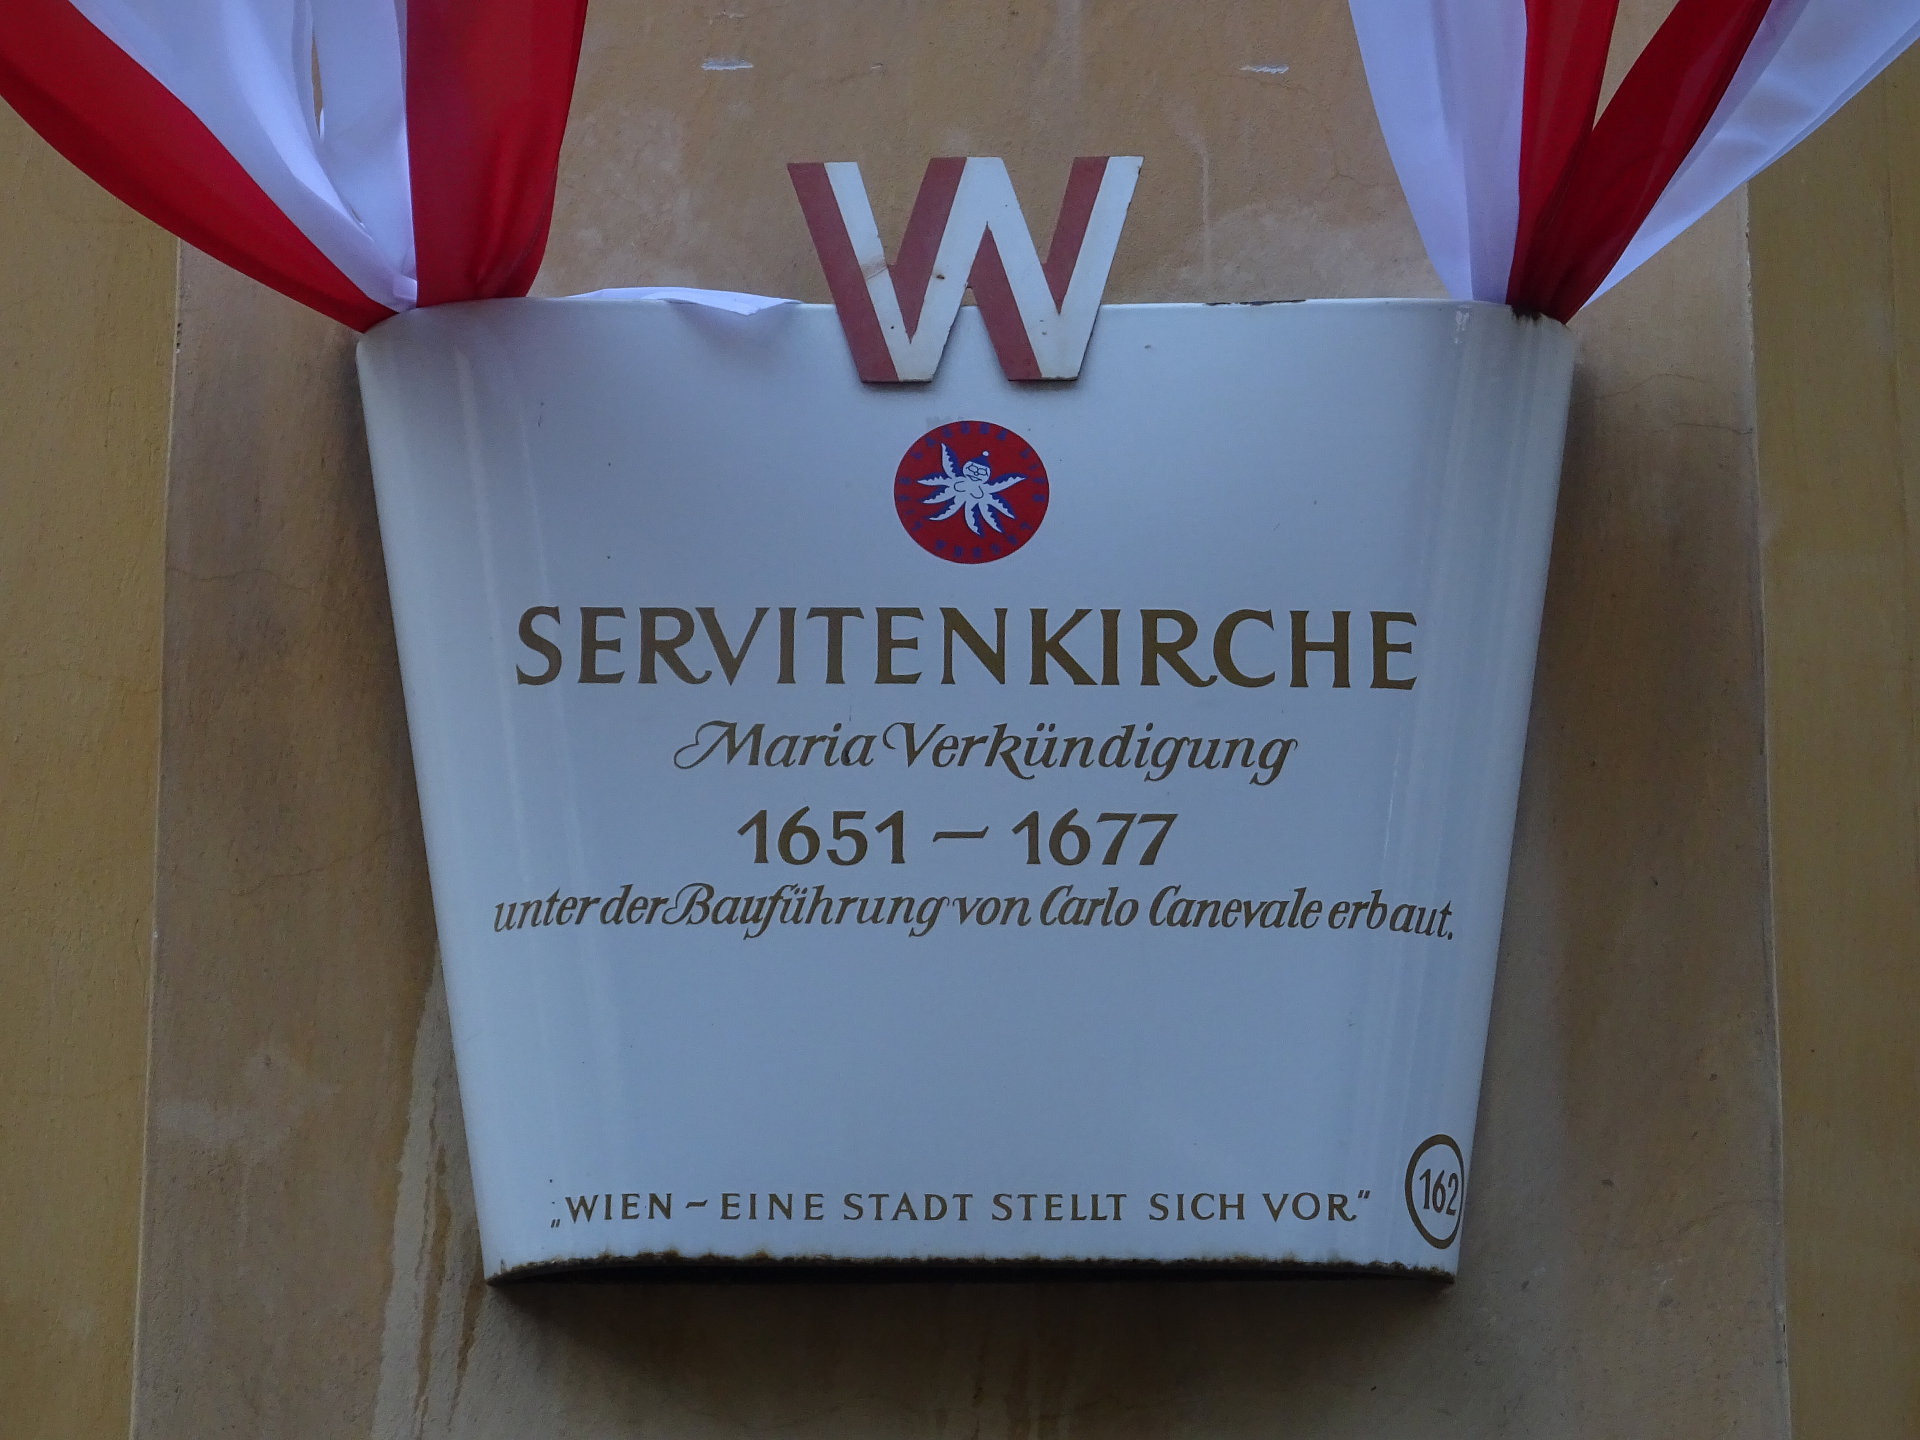 W
SERVITENKIRCHE
Maria Verkündigung
1651 – 1677
unter der Bauführung von Carlo Canevale erbaut.
„WIEN – EINE STADT STELLT SICH VOR“
162